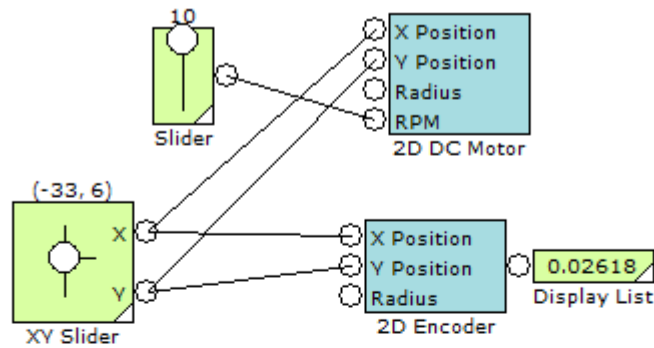 10
Slider
X Position
Y Position
Radius
RPM
2D DC Motor
(-33, 6)
X
Y
XY Slider
X Position
Y Position
Radius
2D Encoder
0.02618
Display List